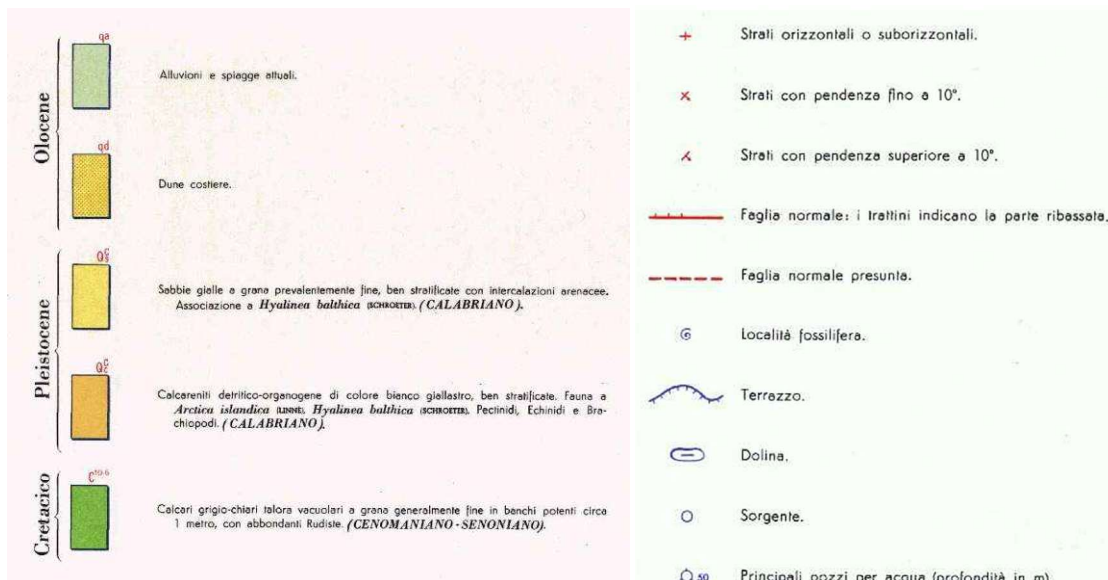 Olocene
qa
Alluvioni e spiagge attuali.
qd
Dune costiere.
Pleistocene
Sabbie gialle a grana prevalentemente fine, ben stratificate con intercalazioni arenacee.
Associazione a Hyalinea balthica (SCHROETER). (CALABRIANO).
Calcareniti detritico-organogene di colore bianco giallastro, ben stratificate. Fauna a
Arctica islandica (LINNÉ), Hyalinea balthica (SCHROETER), Pectinidi, Echinidi e Bra-
chiopodi. (CALABRIANO).
Cretacico
Calcari grigio-chiari talora vacuolari a grana generalmente fine in banchi potenti circa
1 metro, con abbondanti Rudiste. (CENOMANIANO - SENONIANO).
Strati orizzontali o suborizzontali.
Strati con pendenza fino a 10°.
Strati con pendenza superiore a 10°.
Faglia normale: i trattini indicano la parte ribassata.
Faglia normale presunta.
Località fossilifera.
Terrazzo.
Dolina.
Sorgente.
50
Principali pozzi per acqua (profondità in m)